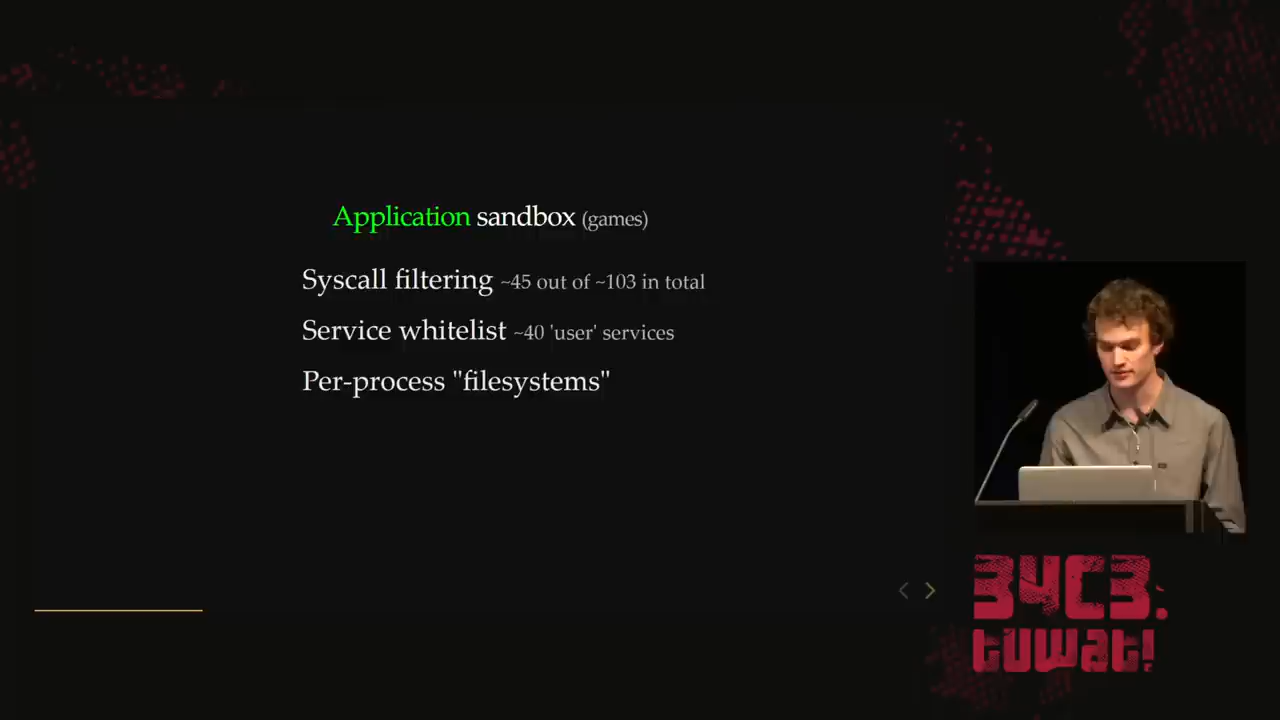 Application sandbox (games)
Syscall filtering ~45 out of ~103 in total
Service whitelist ~40 'user' services
Per-process "filesystems"
34C3.
tuwat!